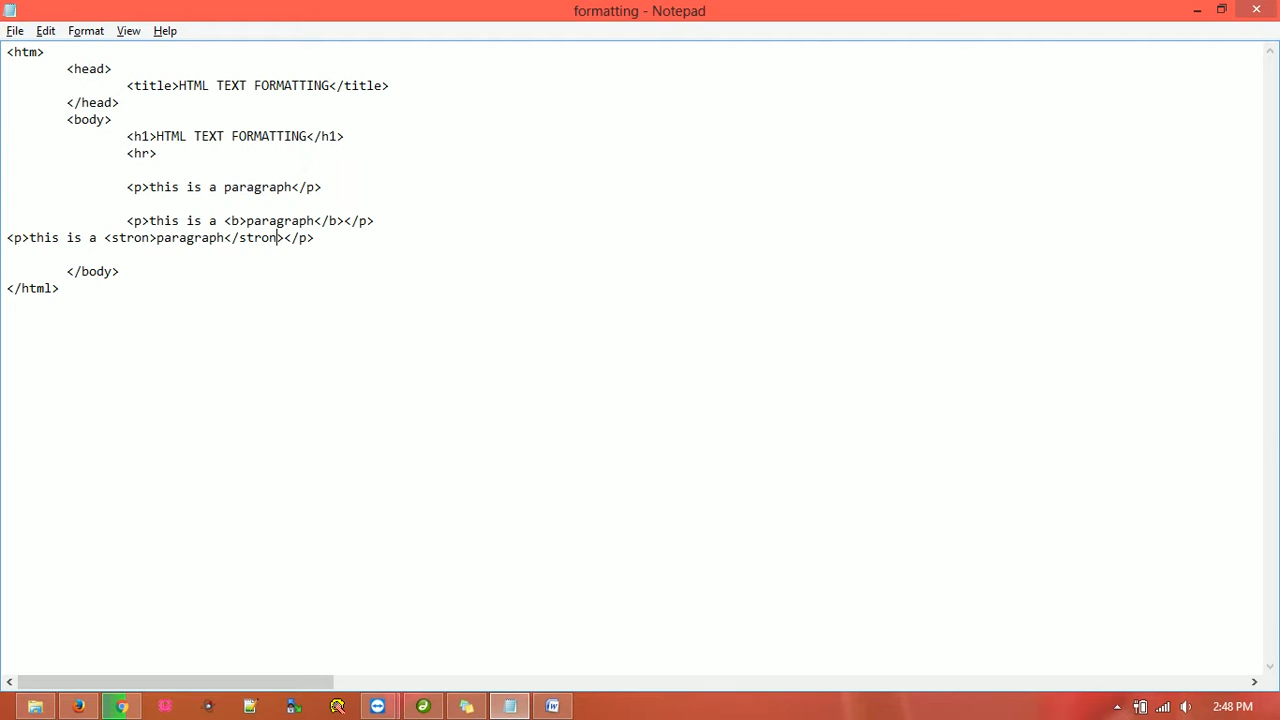 formatting - Notepad
File Edit Format View Help
<htm>
<head>
<title>HTML TEXT FORMATTING</title>
</head>
<body>
<h1>HTML TEXT FORMATTING</h1>
<hr>
<p>this is a paragraph</p>
<p>this is a <b>paragraph</b></p>
<p>this is a <stron>paragraph</stron></p>
</body>
</html>
2:48 PM